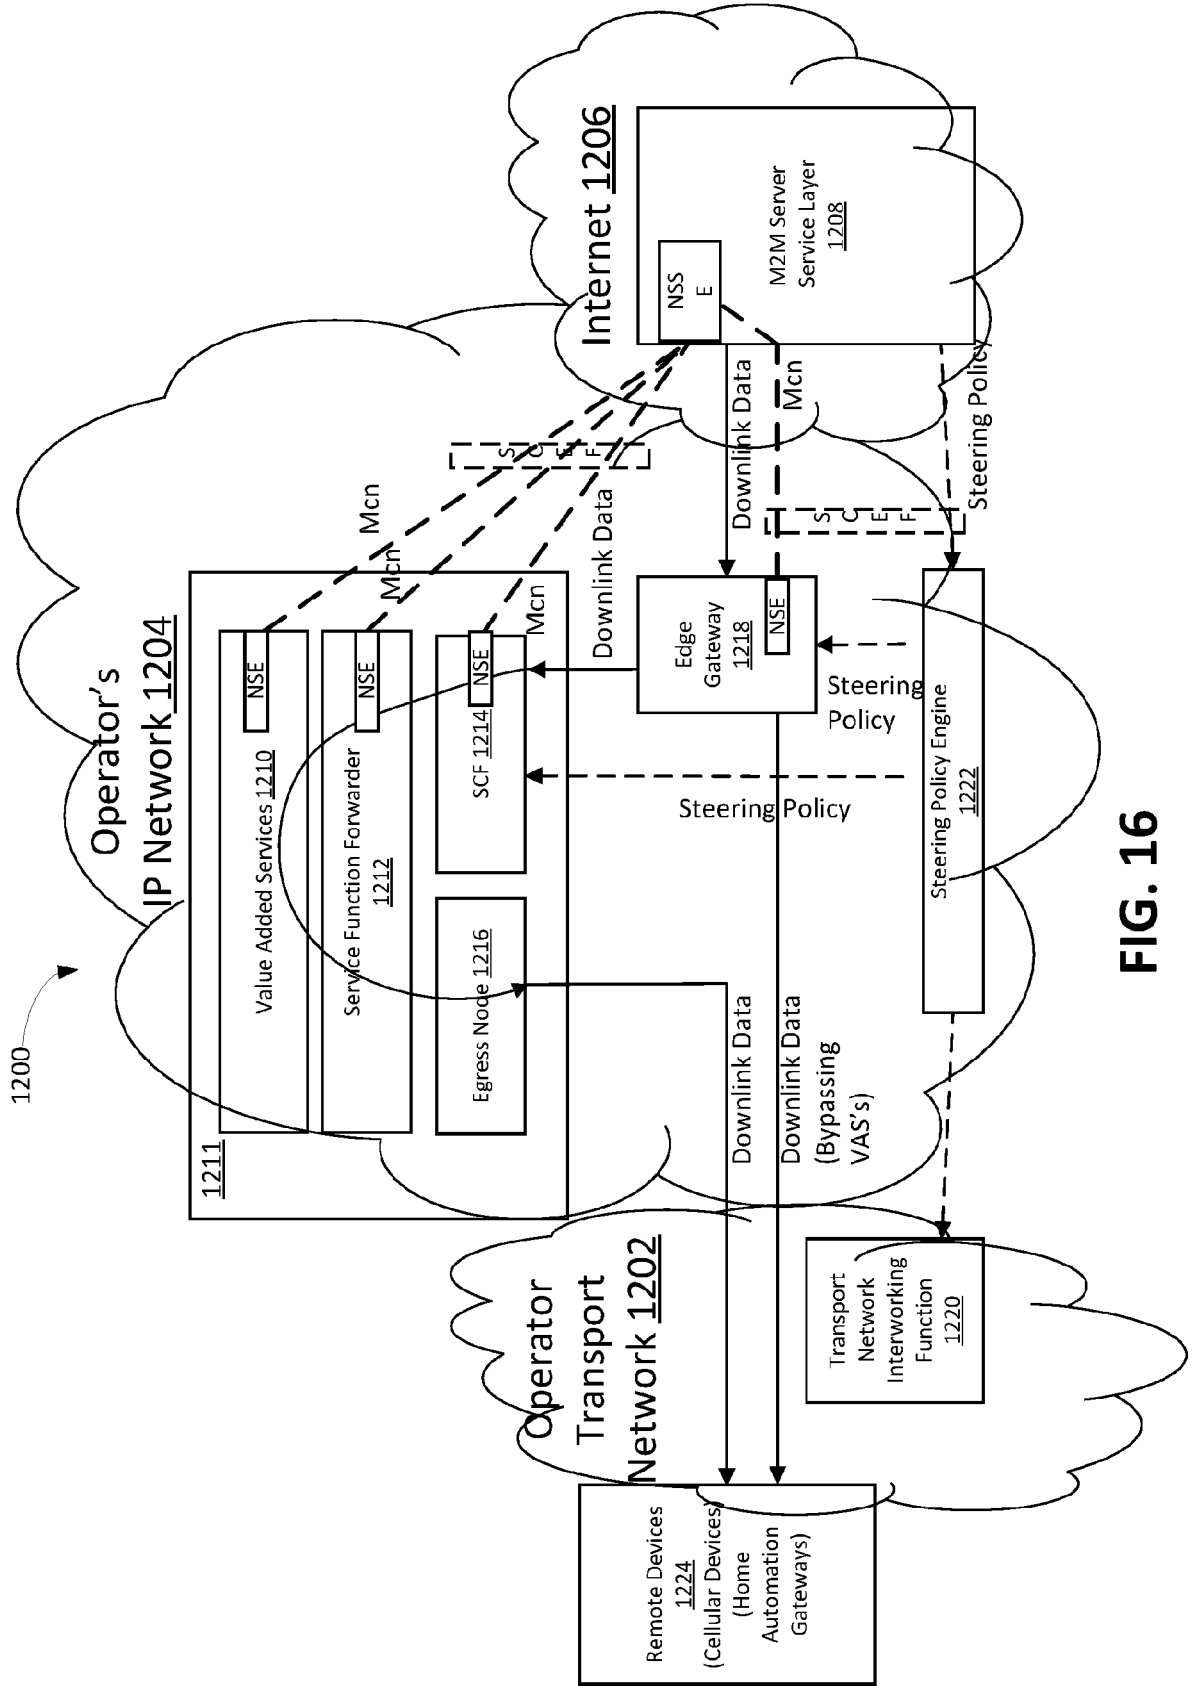 1200
Operator's
IP Network 1204
1211
Value Added Services 1210
NSE
Service Function Forwarder
1212
NSE
Egress Node 1216
SCF 1214
NSE
Mcn
Mcn
Mcn
S C E F
Internet 1206
NSS
E
M2M Server
Service Layer
1208
Downlink Data
Downlink Data
Mcn
Edge
Gateway
1218
NSE
S C E F
Steering Policy
Steering
Policy
Steering Policy
Steering Policy Engine
1222
Downlink Data
Downlink Data
(Bypassing
VAS's)
Operator
Transport
Network 1202
Transport
Network
Interworking
Function
1220
Remote Devices
1224
(Cellular Devices)
(Home
Automation
Gateways)
FIG. 16